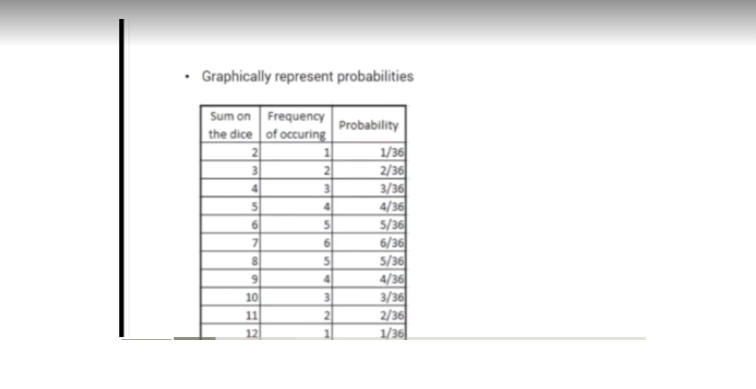 • Graphically represent probabilities
Sum on the dice Frequency of occuring Probability
2 1 1/36
3 2 2/36
4 3 3/36
5 4 4/36
6 5 5/36
7 6 6/36
8 5 5/36
9 4 4/36
10 3 3/36
11 2 2/36
12 1 1/36